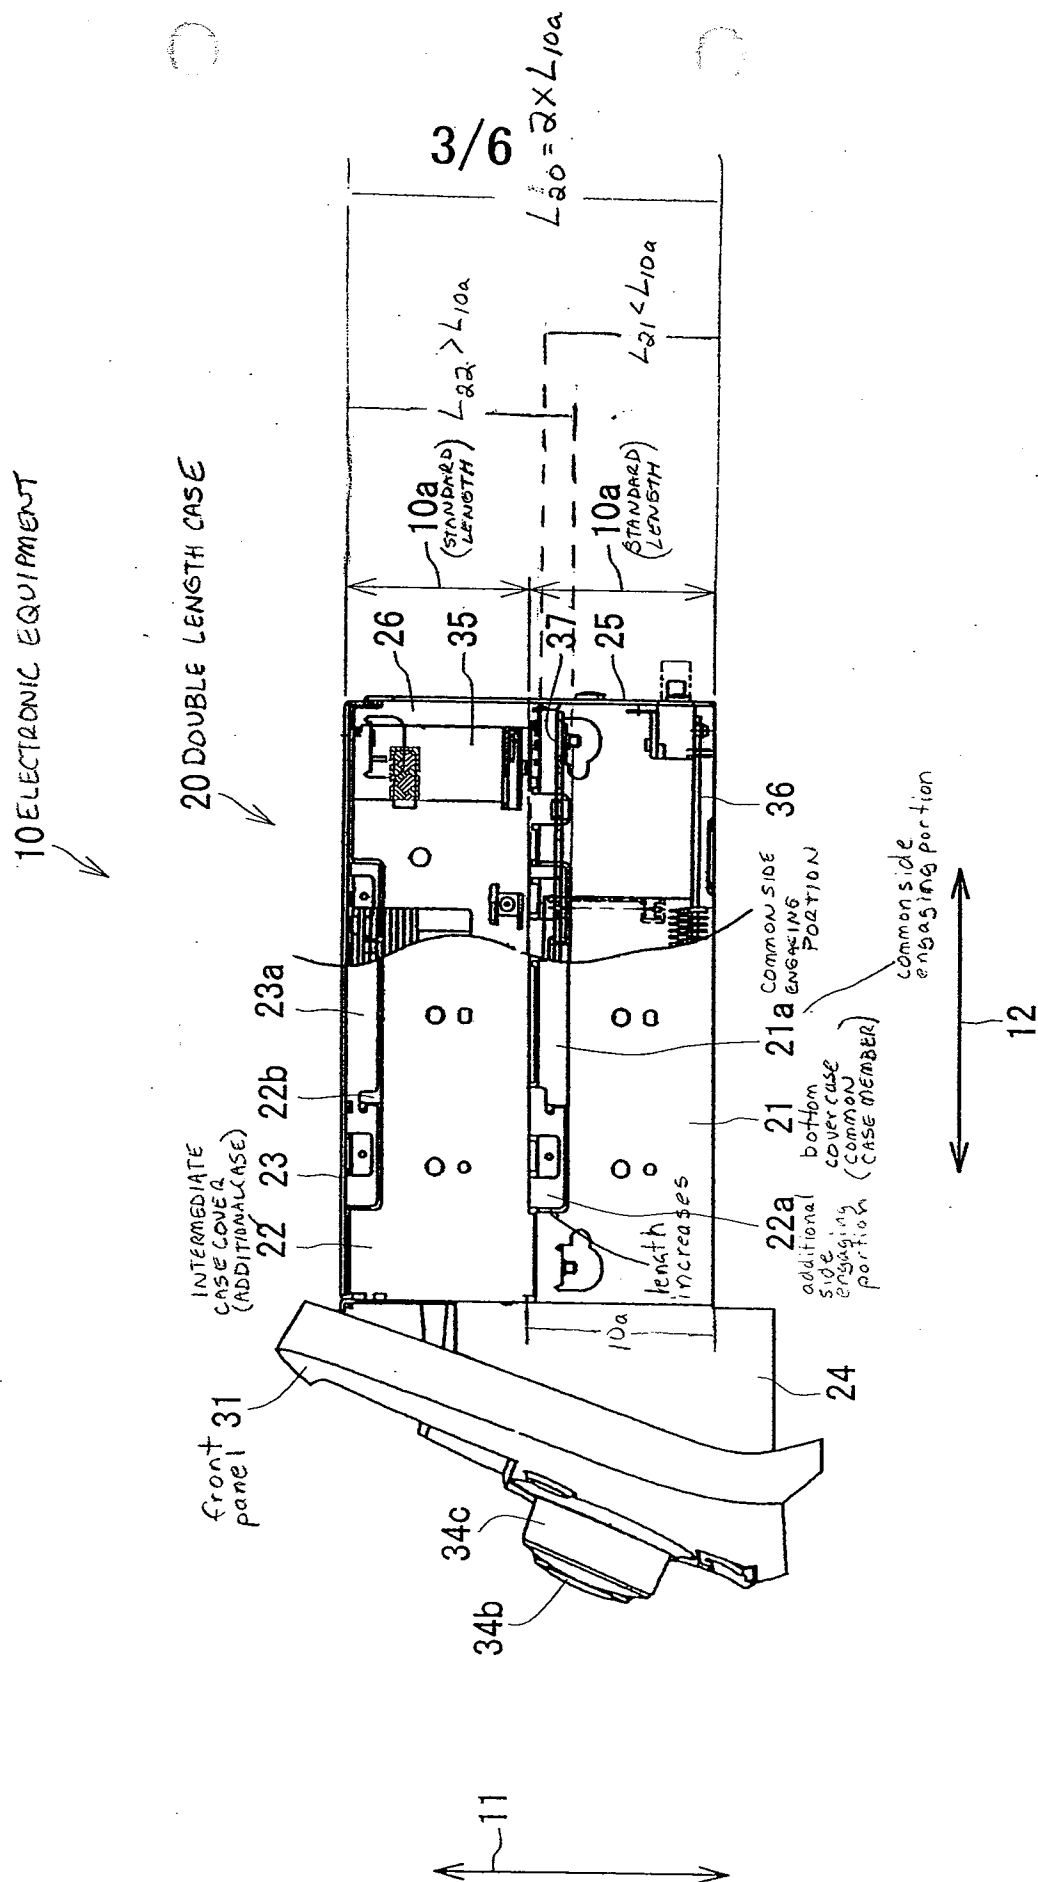 3/6
10 ELECTRONIC EQUIPMENT
20 DOUBLE LENGTH CASE
L20 = 2 X L10a
L22 > L10a
L21 < L10a
10a
(STANDARD
LENGTH)
10a
(STANDARD
LENGTH)
26
35
37
25
36
23a
22b
23
INTERMEDIATE
CASE COVER
(ADDITIONAL CASE)
22
COMMON SIDE
ENGAGING
PORTION
21a
common side
engaging portion
21
bottom
cover case
(COMMON
CASE MEMBER)
22a
additional
side
engaging
portion
length
increases
10a
12
24
front
panel 31
34c
34b
11